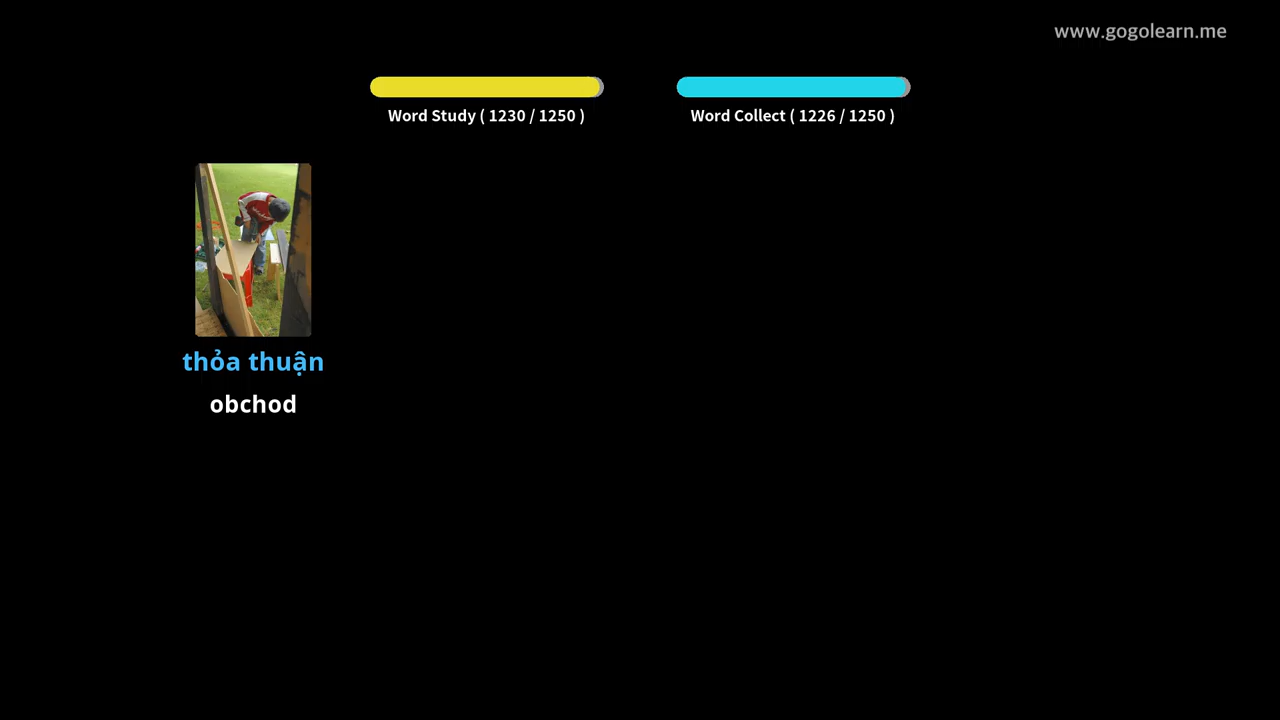 www.gogolearn.me
Word Study ( 1230 / 1250 )
Word Collect ( 1226 / 1250 )
thỏa thuận
obchod